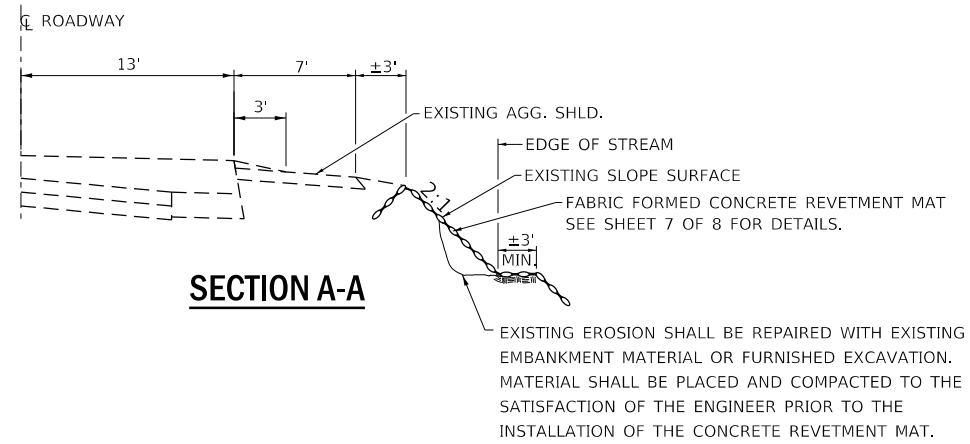 ℄ ROADWAY
13'
7'
±3'
3'
EXISTING AGG. SHLD.
EDGE OF STREAM
EXISTING SLOPE SURFACE
2:1
FABRIC FORMED CONCRETE REVETMENT MAT
SEE SHEET 7 OF 8 FOR DETAILS.
±3'
MIN.
SECTION A-A
EXISTING EROSION SHALL BE REPAIRED WITH EXISTING
EMBANKMENT MATERIAL OR FURNISHED EXCAVATION.
MATERIAL SHALL BE PLACED AND COMPACTED TO THE
SATISFACTION OF THE ENGINEER PRIOR TO THE
INSTALLATION OF THE CONCRETE REVETMENT MAT.